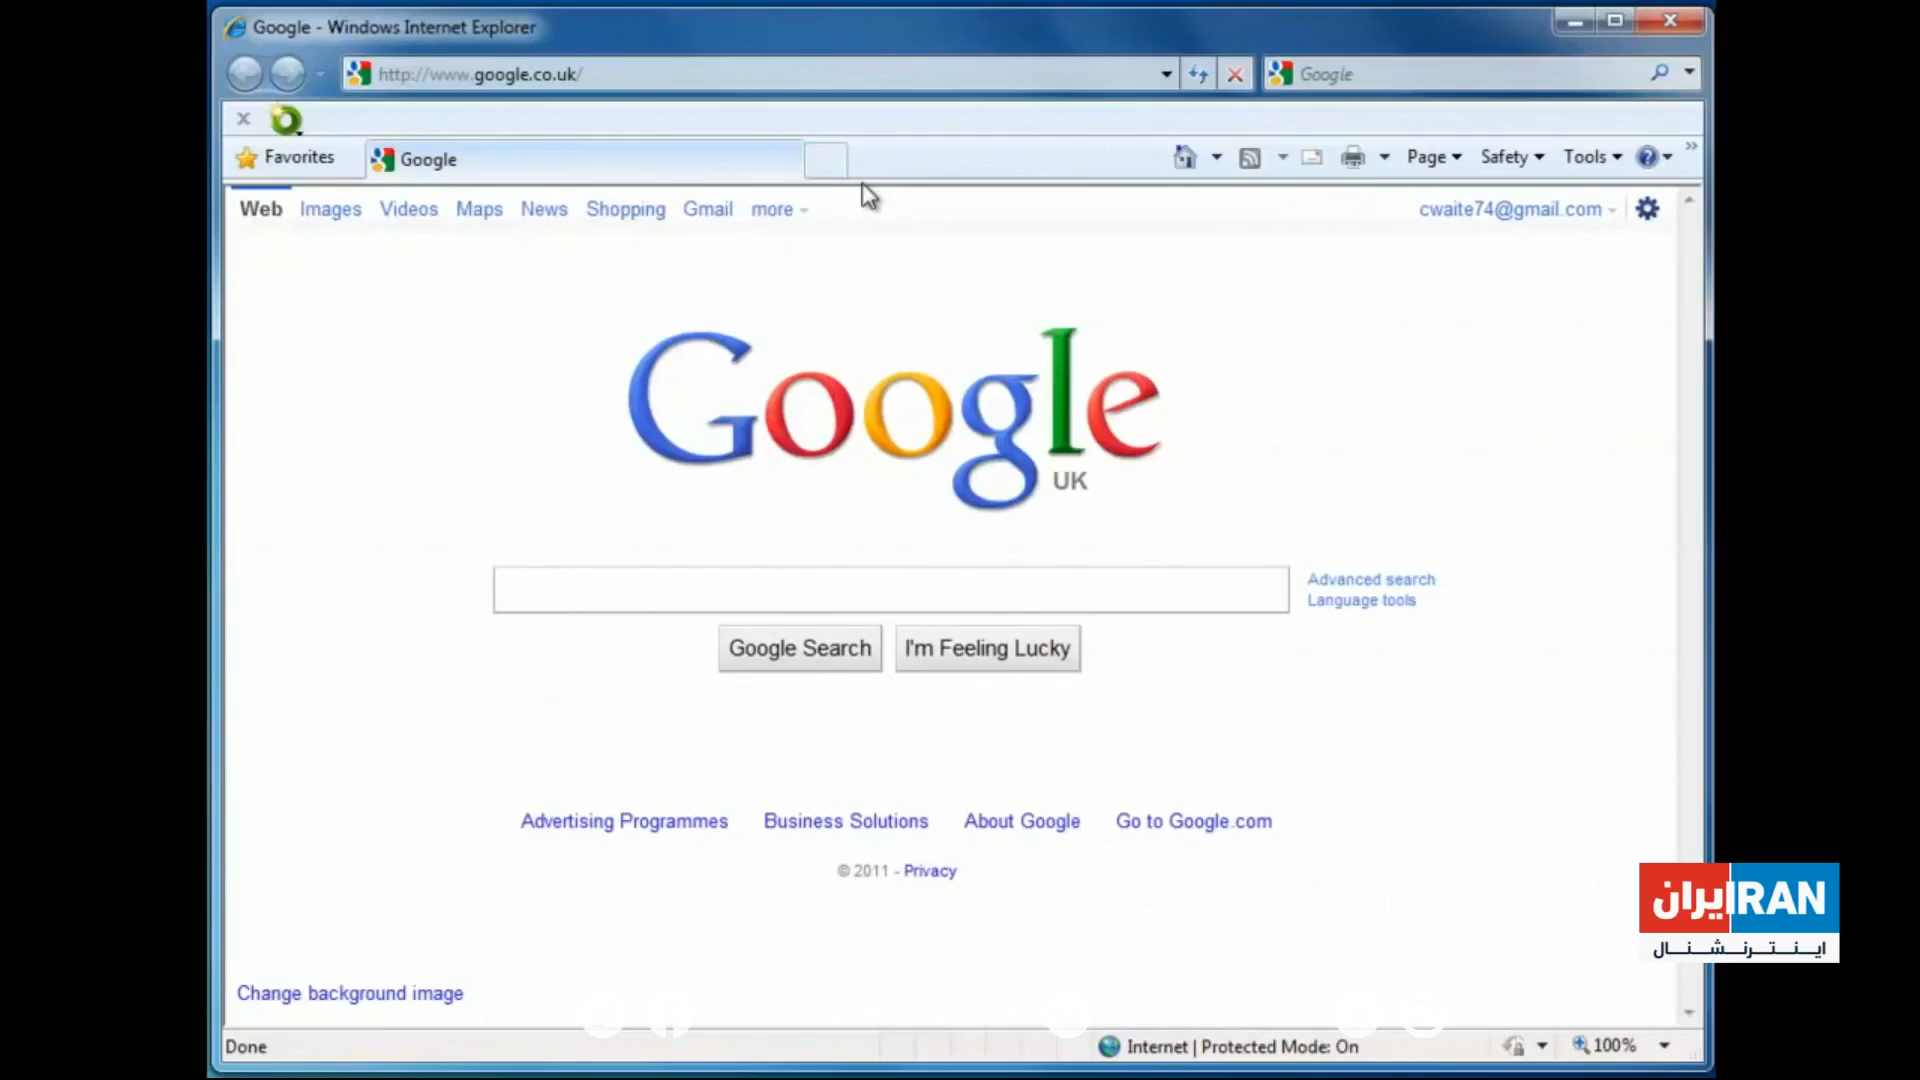 Google - Windows Internet Explorer
http://www.google.co.uk/
Google
Favorites
Google
Page
Safety
Tools
Web Images Videos Maps News Shopping Gmail more
cwaite74@gmail.com
Google
UK
Advanced search
Language tools
Google Search
I'm Feeling Lucky
Advertising Programmes Business Solutions About Google Go to Google.com
© 2011 - Privacy
ایران IRAN
اینترنشنال
Change background image
Done
Internet | Protected Mode: On
100%